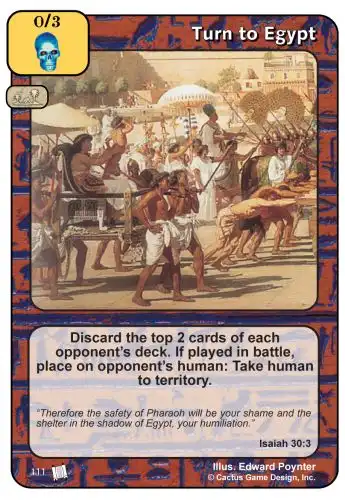 0/3
Turn to Egypt
Discard the top 2 cards of each
opponent's deck. If played in battle,
place on opponent's human: Take human
to territory.
"Therefore the safety of Pharaoh will be your shame and the
shelter in the shadow of Egypt, your humiliation."
Isaiah 30:3
111
Illus. Edward Poynter
© Cactus Game Design, Inc.